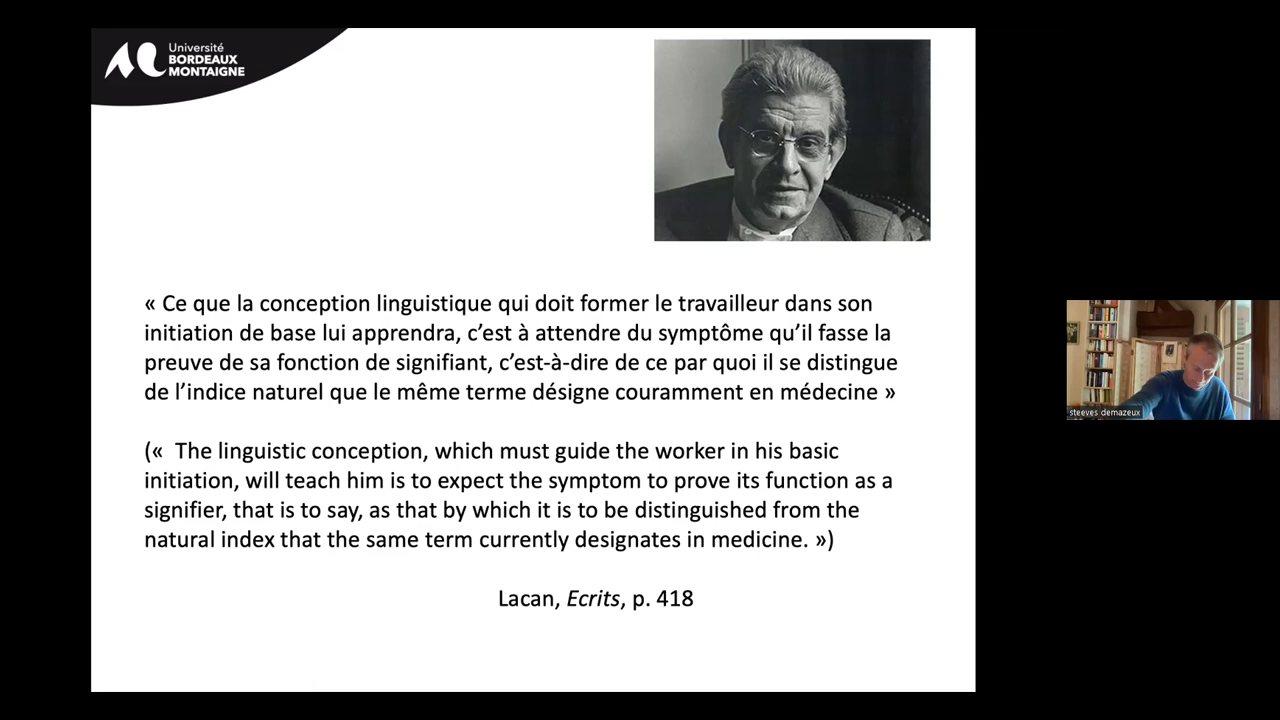 Université
BORDEAUX
MONTAIGNE
« Ce que la conception linguistique qui doit former le travailleur dans son
initiation de base lui apprendra, c’est à attendre du symptôme qu’il fasse la
preuve de sa fonction de signifiant, c’est-à-dire de ce par quoi il se distingue
de l’indice naturel que le même terme désigne couramment en médecine »
(«  The linguistic conception, which must guide the worker in his basic
initiation, will teach him is to expect the symptom to prove its function as a
signifier, that is to say, as that by which it is to be distinguished from the
natural index that the same term currently designates in medicine. »)
Lacan, Ecrits, p. 418
steeves demazeux